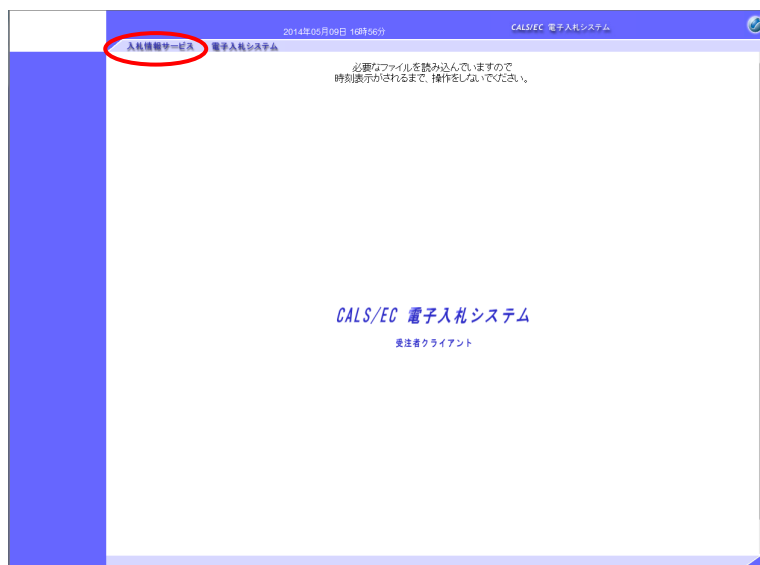 2014年05月09日 16時56分
CALS/EC 電子入札システム
入札情報サービス 電子入札システム
必要なファイルを読み込んでいますので
時刻表示がされるまで、操作をしないでください。
CALS/EC 電子入札システム
受注者クライアント